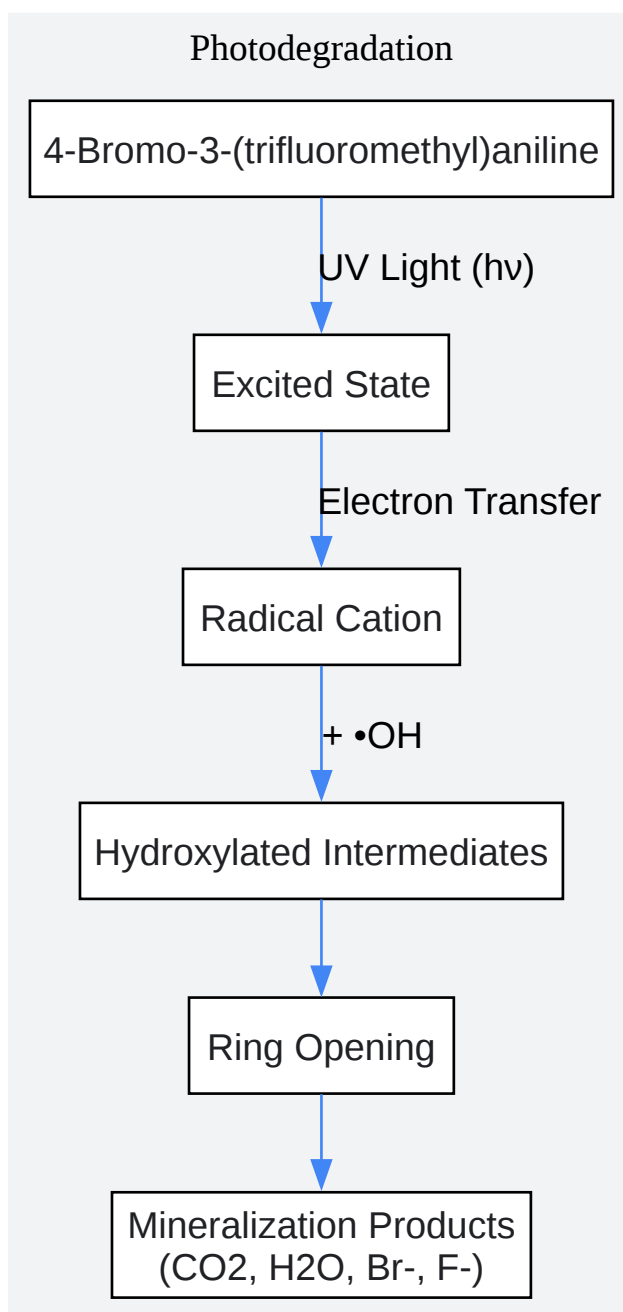 Photodegradation
4-Bromo-3-(trifluoromethyl)aniline
UV Light (hν)
Excited State
Electron Transfer
Radical Cation
+ •OH
Hydroxylated Intermediates
Ring Opening
Mineralization Products
(CO2, H2O, Br-, F-)